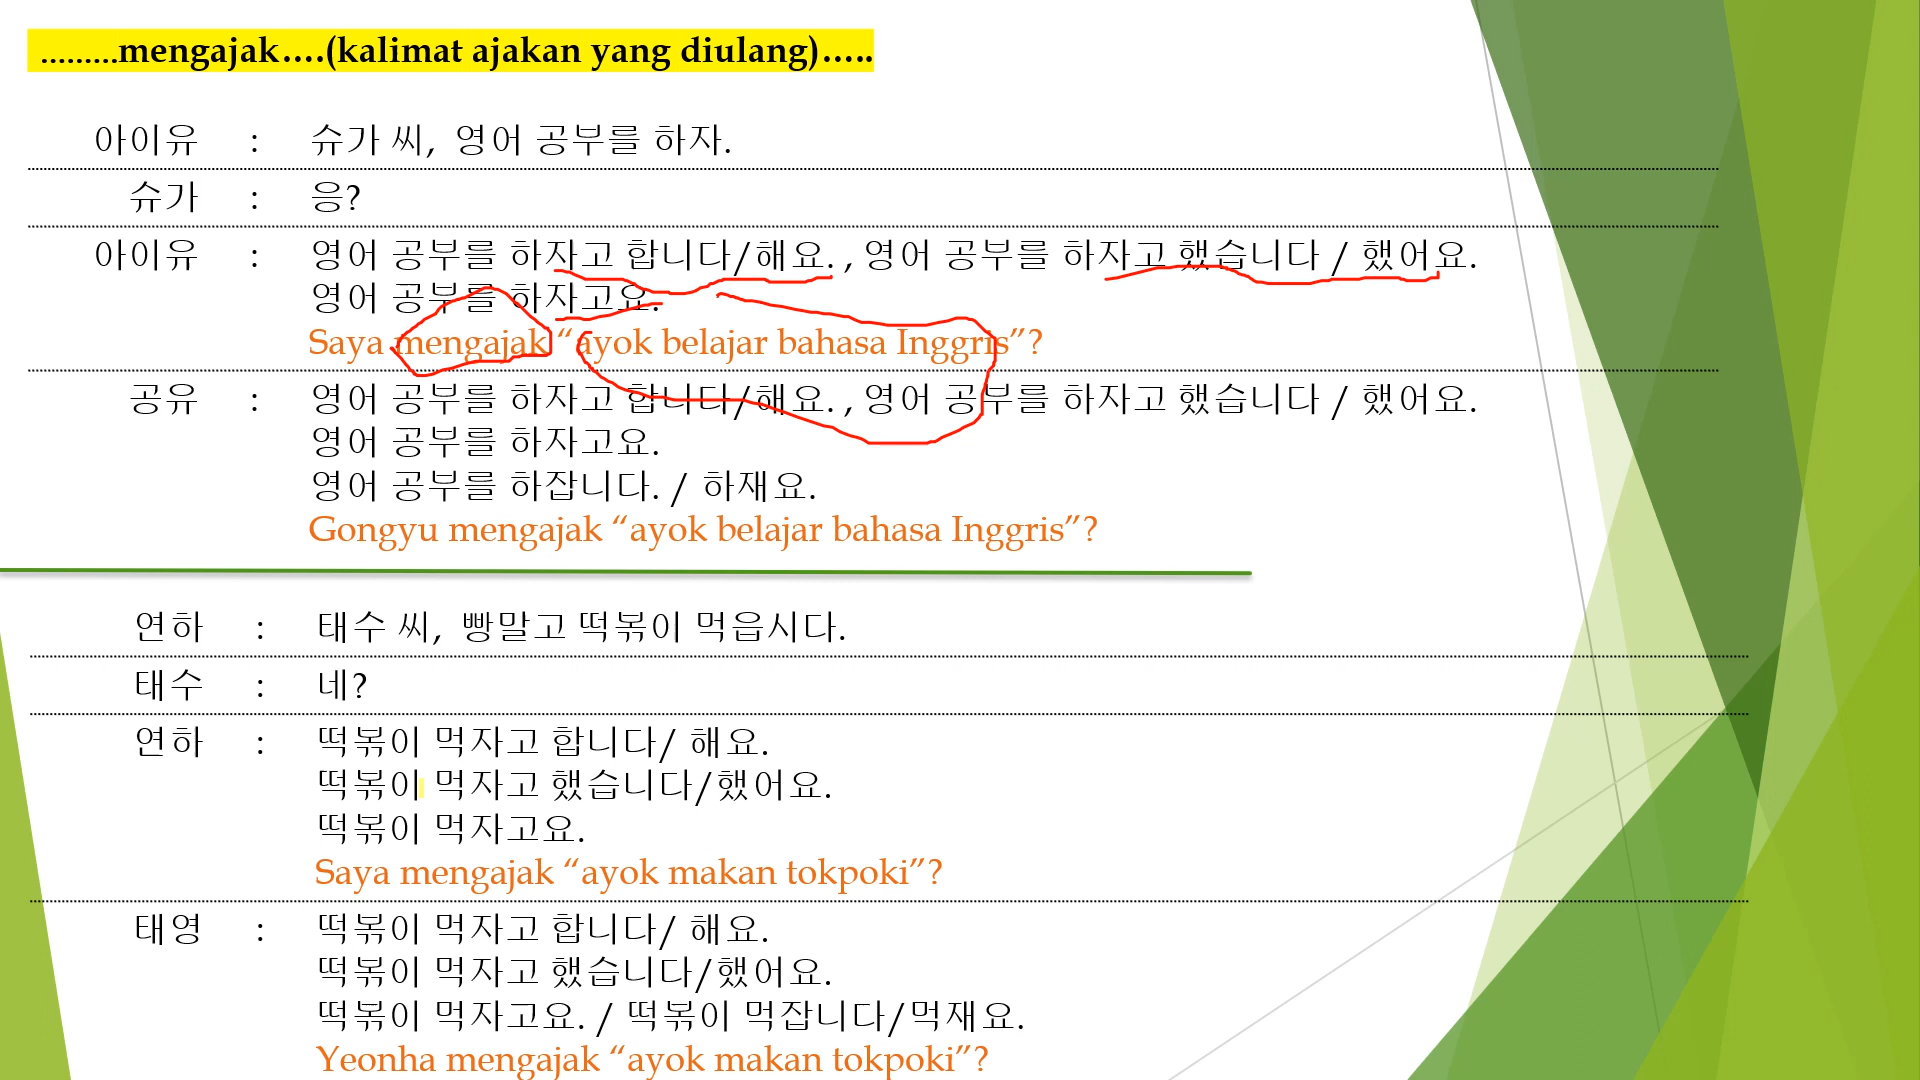 .........mengajak....(kalimat ajakan yang diulang).....
아이유 : 슈가 씨, 영어 공부를 하자.
슈가 : 응?
아이유 : 영어 공부를 하자고 합니다/해요. , 영어 공부를 하자고 했습니다 / 했어요.
영어 공부를 하자고요.
Saya mengajak “ayok belajar bahasa Inggris”?
공유 : 영어 공부를 하자고 합니다/해요. , 영어 공부를 하자고 했습니다 / 했어요.
영어 공부를 하자고요.
영어 공부를 하잡니다. / 하재요.
Gongyu mengajak “ayok belajar bahasa Inggris”?
연하 : 태수 씨, 빵말고 떡볶이 먹읍시다.
태수 : 네?
연하 : 떡볶이 먹자고 합니다/ 해요.
떡볶이 먹자고 했습니다/했어요.
떡볶이 먹자고요.
Saya mengajak “ayok makan tokpoki”?
태영 : 떡볶이 먹자고 합니다/ 해요.
떡볶이 먹자고 했습니다/했어요.
떡볶이 먹자고요. / 떡볶이 먹잡니다/먹재요.
Yeonha mengajak “ayok makan tokpoki”?